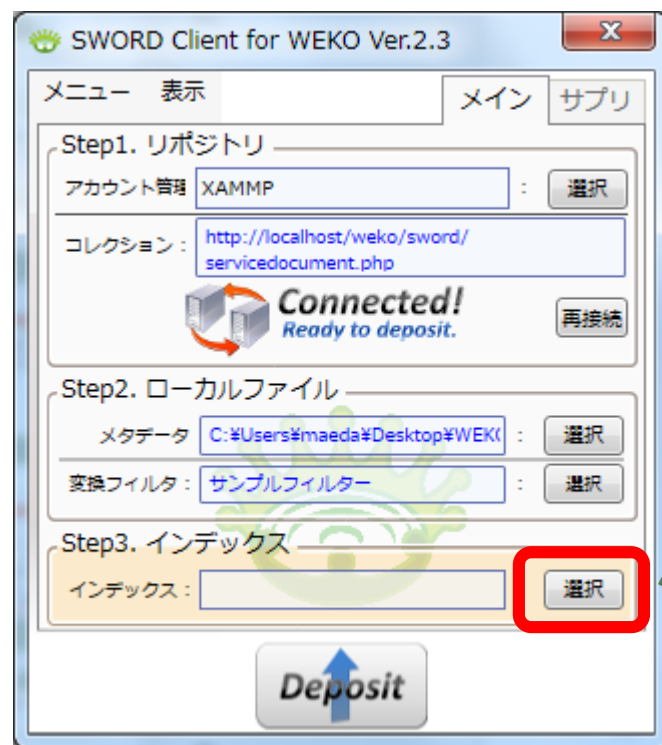 SWORD Client for WEKO Ver.2.3
メニュー 表示 メイン サプリ
Step1. リポジトリ
アカウント管理 XAMMP : 選択
コレクション : http://localhost/weko/sword/
servicedocument.php
Connected!
Ready to deposit.
再接続
Step2. ローカルファイル
メタデータ C:¥Users¥maeda¥Desktop¥WEK( : 選択
変換フィルタ : サンプルフィルター : 選択
Step3. インデックス
インデックス : 選択
Deposit